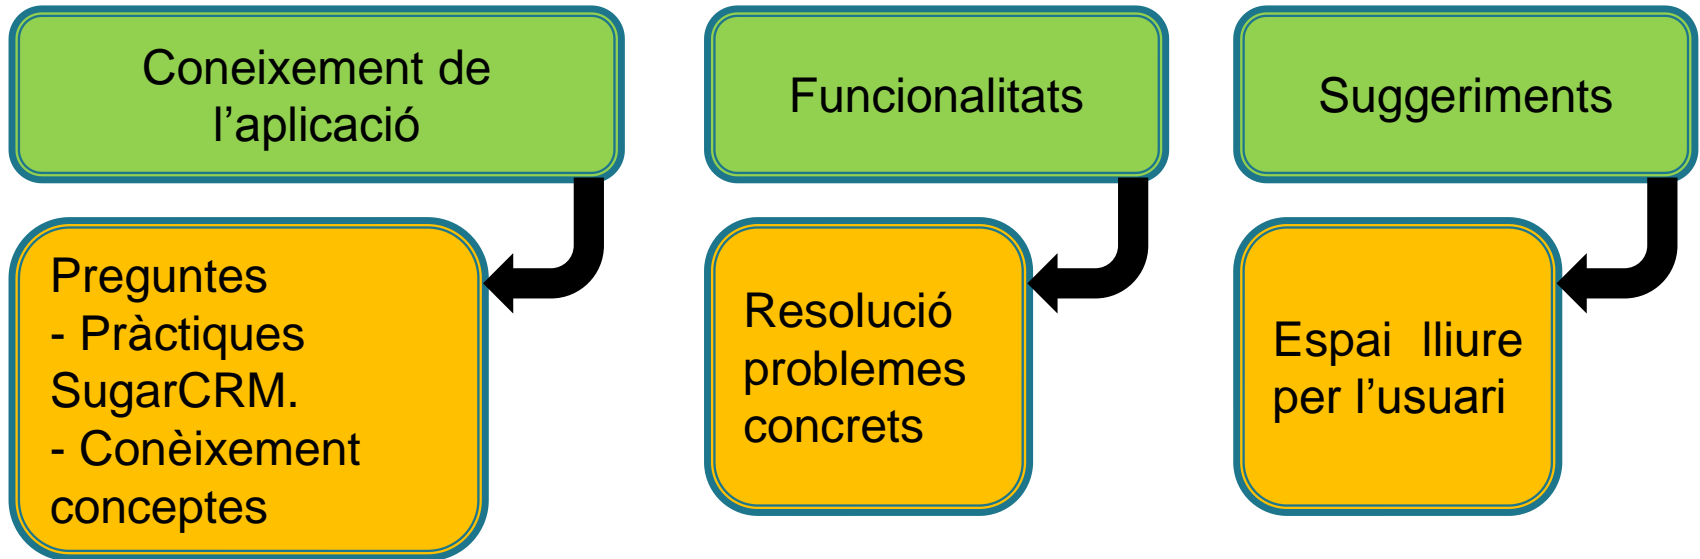 Coneixement de
l’aplicació
Funcionalitats
Suggeriments
Preguntes
- Pràctiques
SugarCRM.
- Conèixement
conceptes
Resolució
problemes
concrets
Espai lliure
per l’usuari